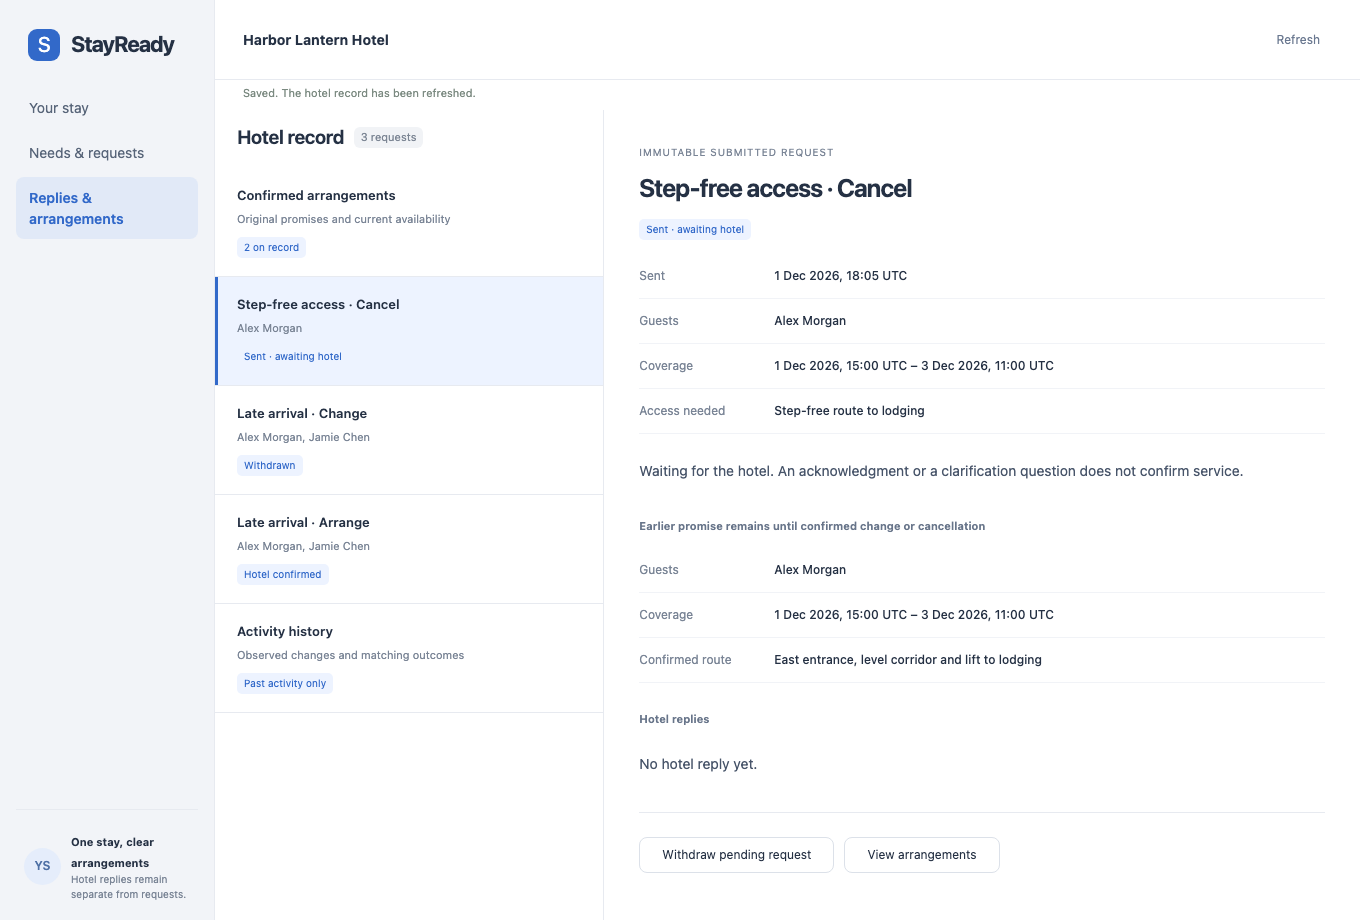 S
StayReady
Your stay
Needs & requests
Replies &
arrangements
YS
One stay, clear
arrangements
Hotel replies remain
separate from requests.
Harbor Lantern Hotel
Refresh
Saved. The hotel record has been refreshed.
Hotel record
3 requests
Confirmed arrangements
Original promises and current availability
2 on record
Step-free access · Cancel
Alex Morgan
Sent · awaiting hotel
Late arrival · Change
Alex Morgan, Jamie Chen
Withdrawn
Late arrival · Arrange
Alex Morgan, Jamie Chen
Hotel confirmed
Activity history
Observed changes and matching outcomes
Past activity only
IMMUTABLE SUBMITTED REQUEST
Step-free access · Cancel
Sent · awaiting hotel
Sent 1 Dec 2026, 18:05 UTC
Guests Alex Morgan
Coverage 1 Dec 2026, 15:00 UTC – 3 Dec 2026, 11:00 UTC
Access needed Step-free route to lodging
Waiting for the hotel. An acknowledgment or a clarification question does not confirm service.
Earlier promise remains until confirmed change or cancellation
Guests Alex Morgan
Coverage 1 Dec 2026, 15:00 UTC – 3 Dec 2026, 11:00 UTC
Confirmed route East entrance, level corridor and lift to lodging
Hotel replies
No hotel reply yet.
Withdraw pending request
View arrangements